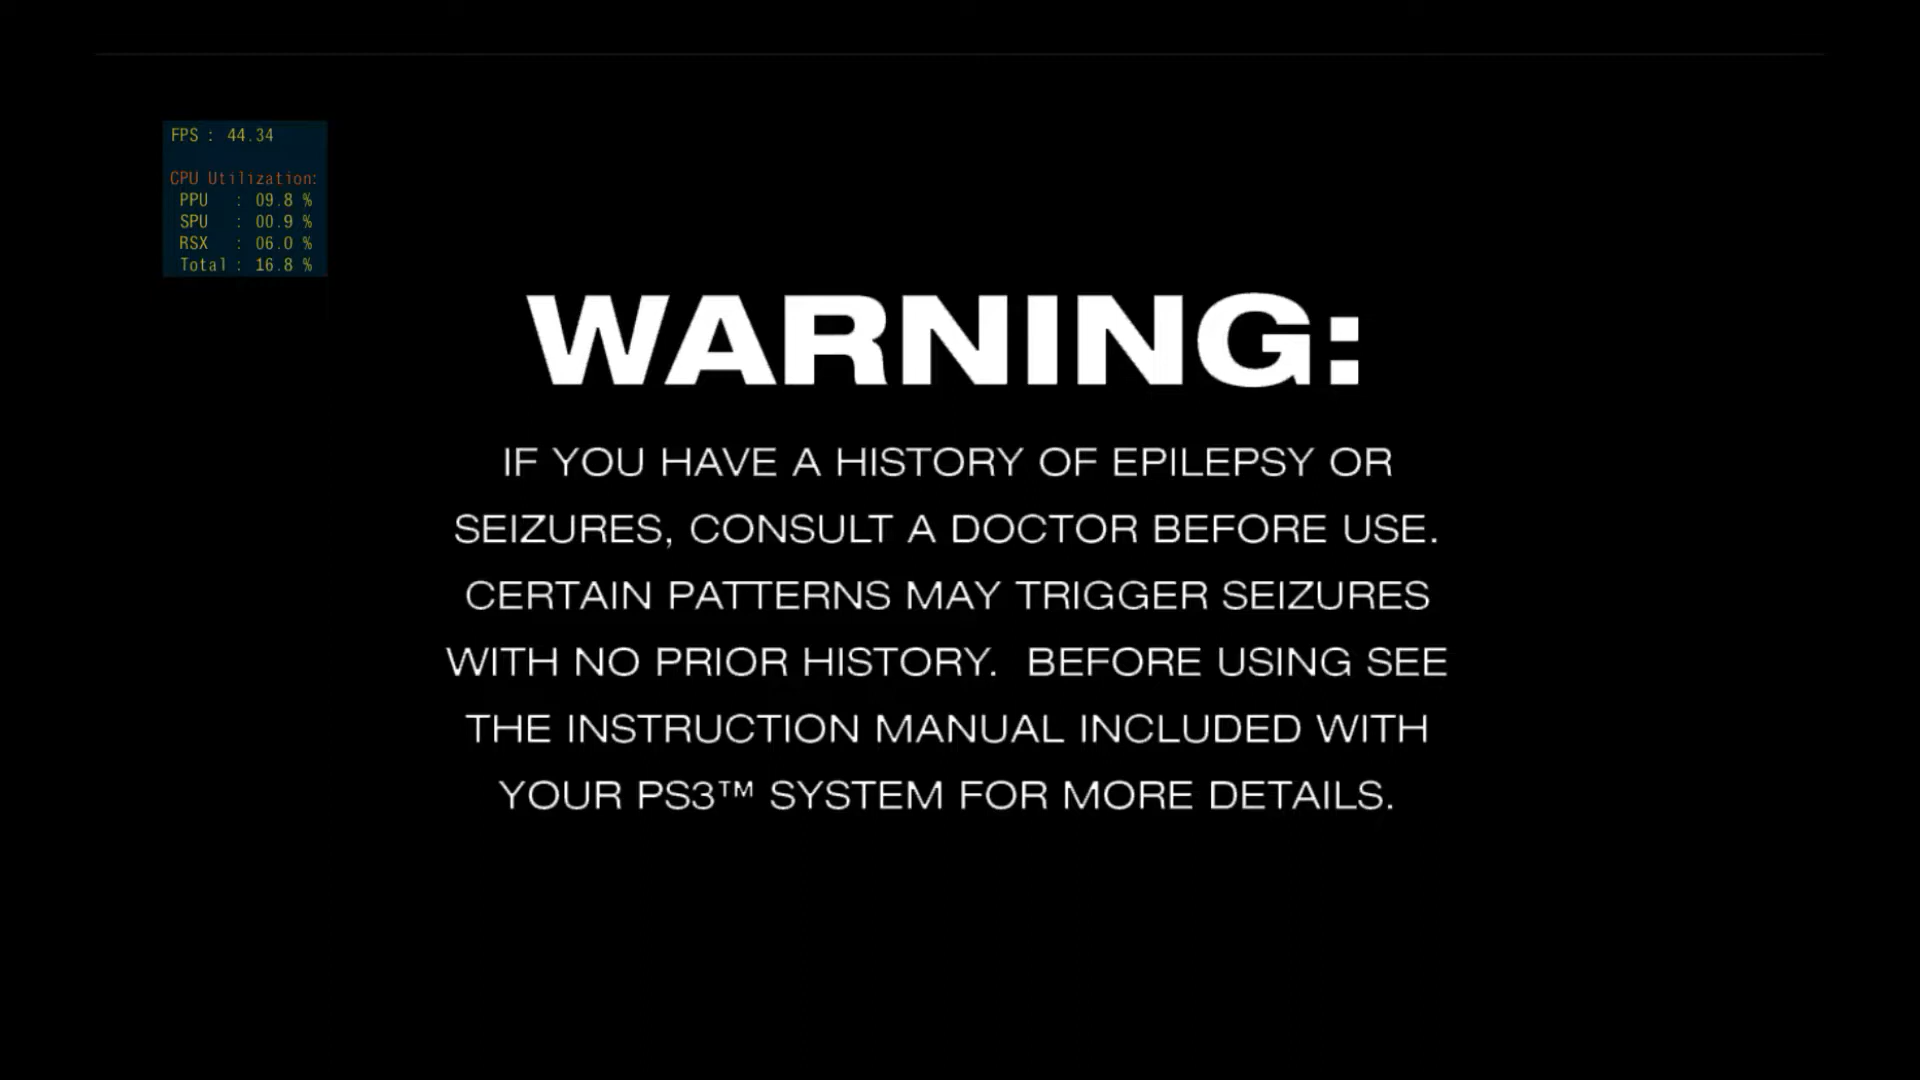 FPS : 44.34
CPU Utilization:
PPU : 09.8 %
SPU : 00.9 %
RSX : 06.0 %
Total : 16.8 %
WARNING:
IF YOU HAVE A HISTORY OF EPILEPSY OR
SEIZURES, CONSULT A DOCTOR BEFORE USE.
CERTAIN PATTERNS MAY TRIGGER SEIZURES
WITH NO PRIOR HISTORY.  BEFORE USING SEE
THE INSTRUCTION MANUAL INCLUDED WITH
YOUR PS3™ SYSTEM FOR MORE DETAILS.